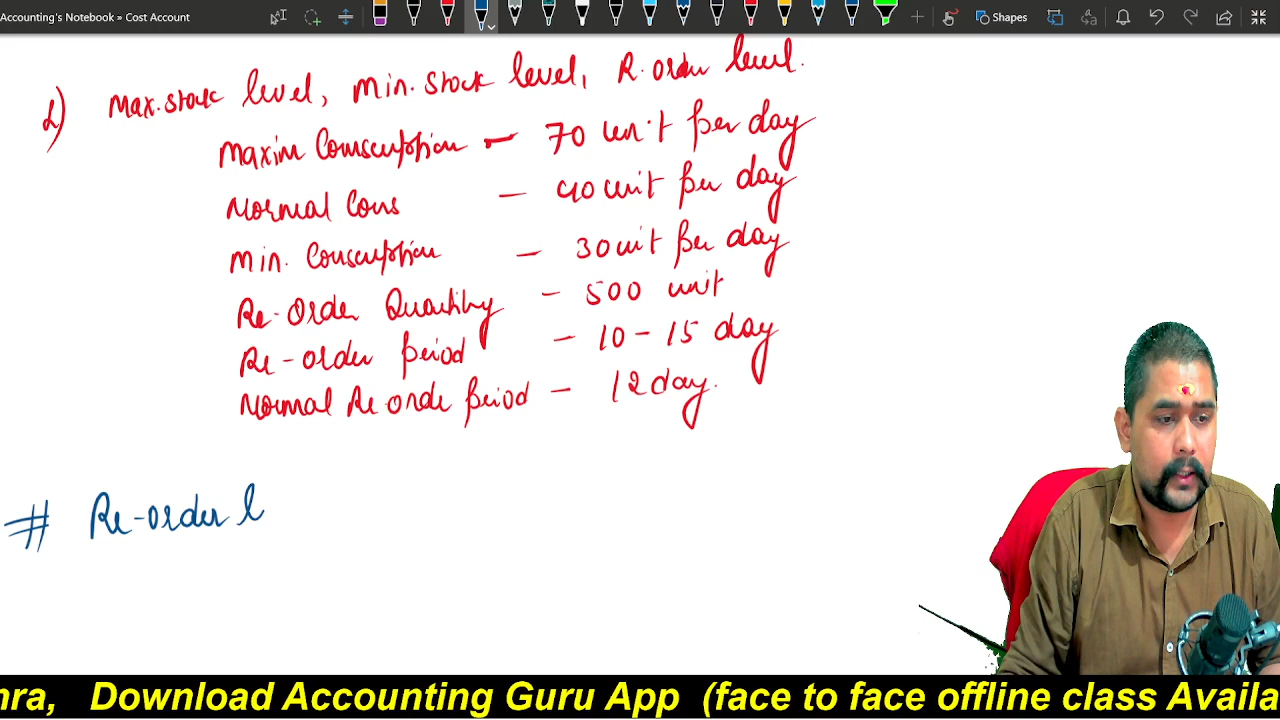 Accounting's Notebook » Cost Account
Shapes
2) Max. stock level, Min. Stock level, R. order level.
Maxim Consumption – 70 unit per day
Normal Cons – 40 unit per day
Min. Consumption – 30 unit per day
Re-Order Quantity – 500 unit
Re-order period – 10 – 15 day
Normal Re-order period – 12 day.
# Re-order l
nra, Download Accounting Guru App (face to face offline class Availa